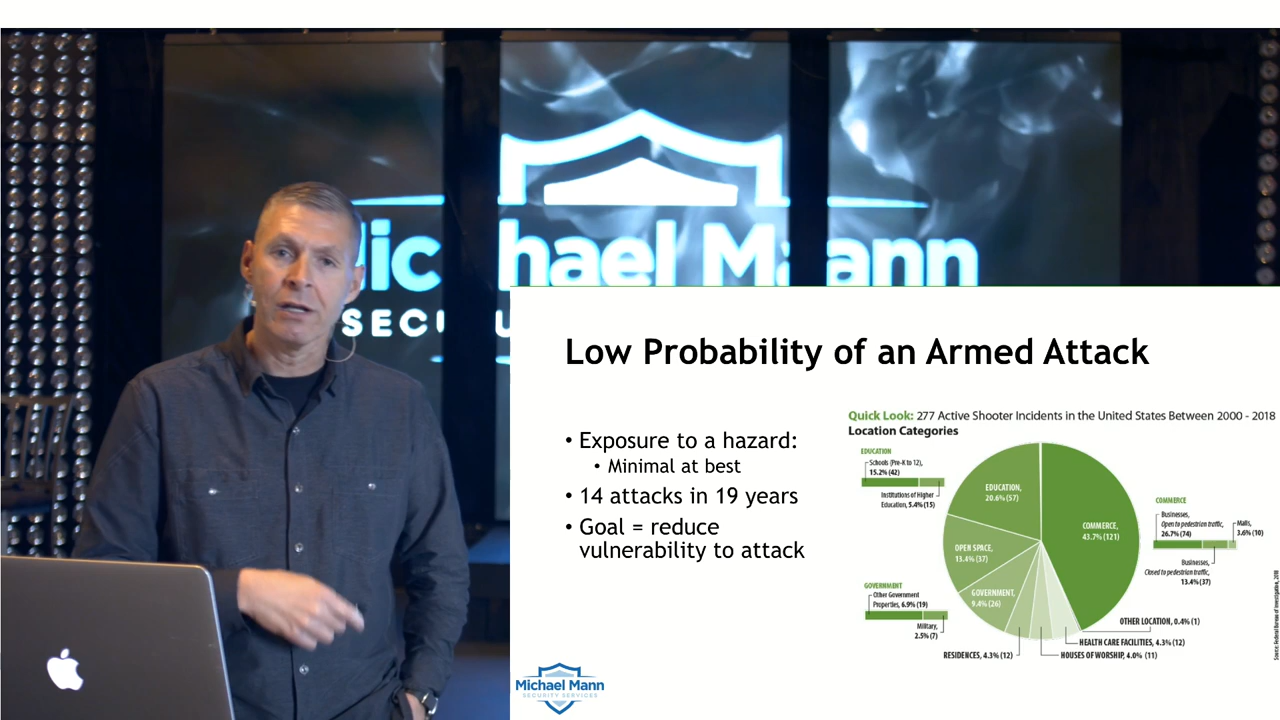 Michael Mann
SECU
Low Probability of an Armed Attack
• Exposure to a hazard:
• Minimal at best
• 14 attacks in 19 years
• Goal = reduce
vulnerability to attack
Quick Look: 277 Active Shooter Incidents in the United States Between 2000 - 2018
Location Categories
EDUCATION
Schools (Pre-K to 12),
15.2% (42)
Institutions of Higher
Education, 5.4% (15)
EDUCATION,
20.6% (57)
COMMERCE,
43.7% (121)
COMMERCE
Businesses,
Open to pedestrian traffic,
26.7% (74)
Malls,
3.6% (10)
Businesses,
Closed to pedestrian traffic,
13.4% (37)
OPEN SPACE,
13.4% (37)
GOVERNMENT
Other Government
Properties, 6.9% (19)
Military,
2.5% (7)
GOVERNMENT,
9.4% (26)
OTHER LOCATION, 0.4% (1)
HEALTH CARE FACILITIES, 4.3% (12)
RESIDENCES, 4.3% (12)
HOUSES OF WORSHIP, 4.0% (11)
Source: Federal Bureau of Investigation, 2018
Michael Mann
SECURITY SERVICES